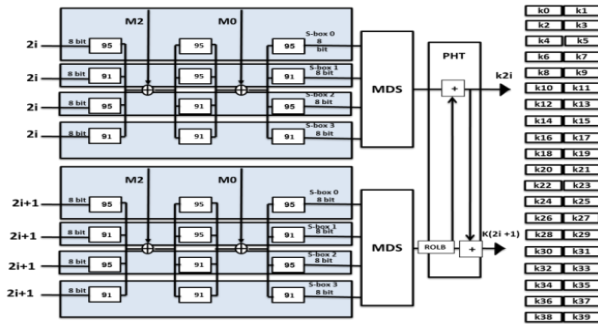 M2 M0
S-box 0
2i 8 bit 95 95 95 8 bit
S-box 1
2i 8 bit 91 91 91 8 bit
S-box 2
2i 8 bit 95 95 95 8 bit
S-box 3
2i 8 bit 91 91 91 8 bit
MDS
PHT
+
k2i
M2 M0
S-box 0
2i+1 8 bit 95 95 95 8 bit
S-box 1
2i+1 8 bit 91 91 91 8 bit
S-box 2
2i+1 8 bit 95 95 95 8 bit
S-box 3
2i+1 8 bit 91 91 91 8 bit
MDS
ROLB
+
K(2i +1)
k0 k1
k2 k3
k4 k5
k6 k7
k8 k9
k10 k11
k12 k13
k14 k15
k16 k17
k18 k19
k20 k21
k22 k23
k24 k25
k26 k27
k28 k29
k30 k31
k32 k33
k34 k35
k36 k37
k38 k39